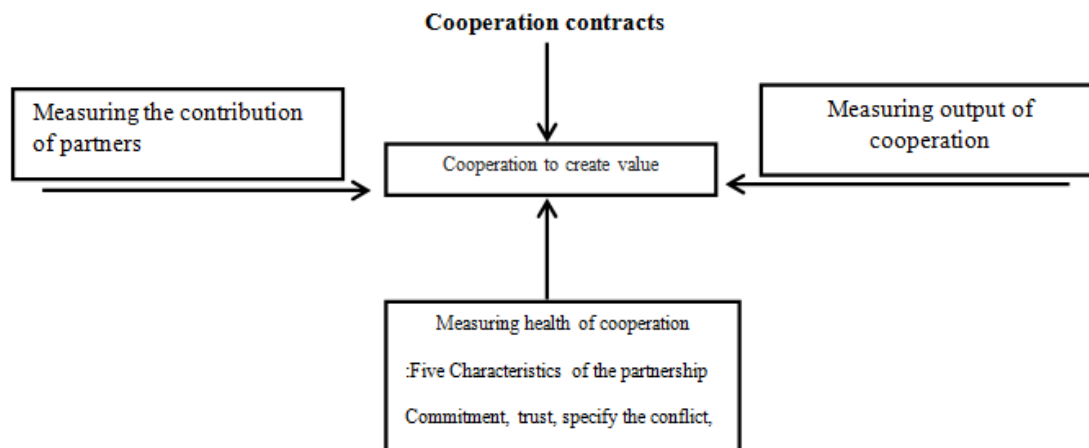 Cooperation contracts
Measuring the contribution
of partners
Measuring output of
cooperation
Cooperation to create value
Measuring health of cooperation
:Five Characteristics of the partnership
Commitment, trust, specify the conflict,